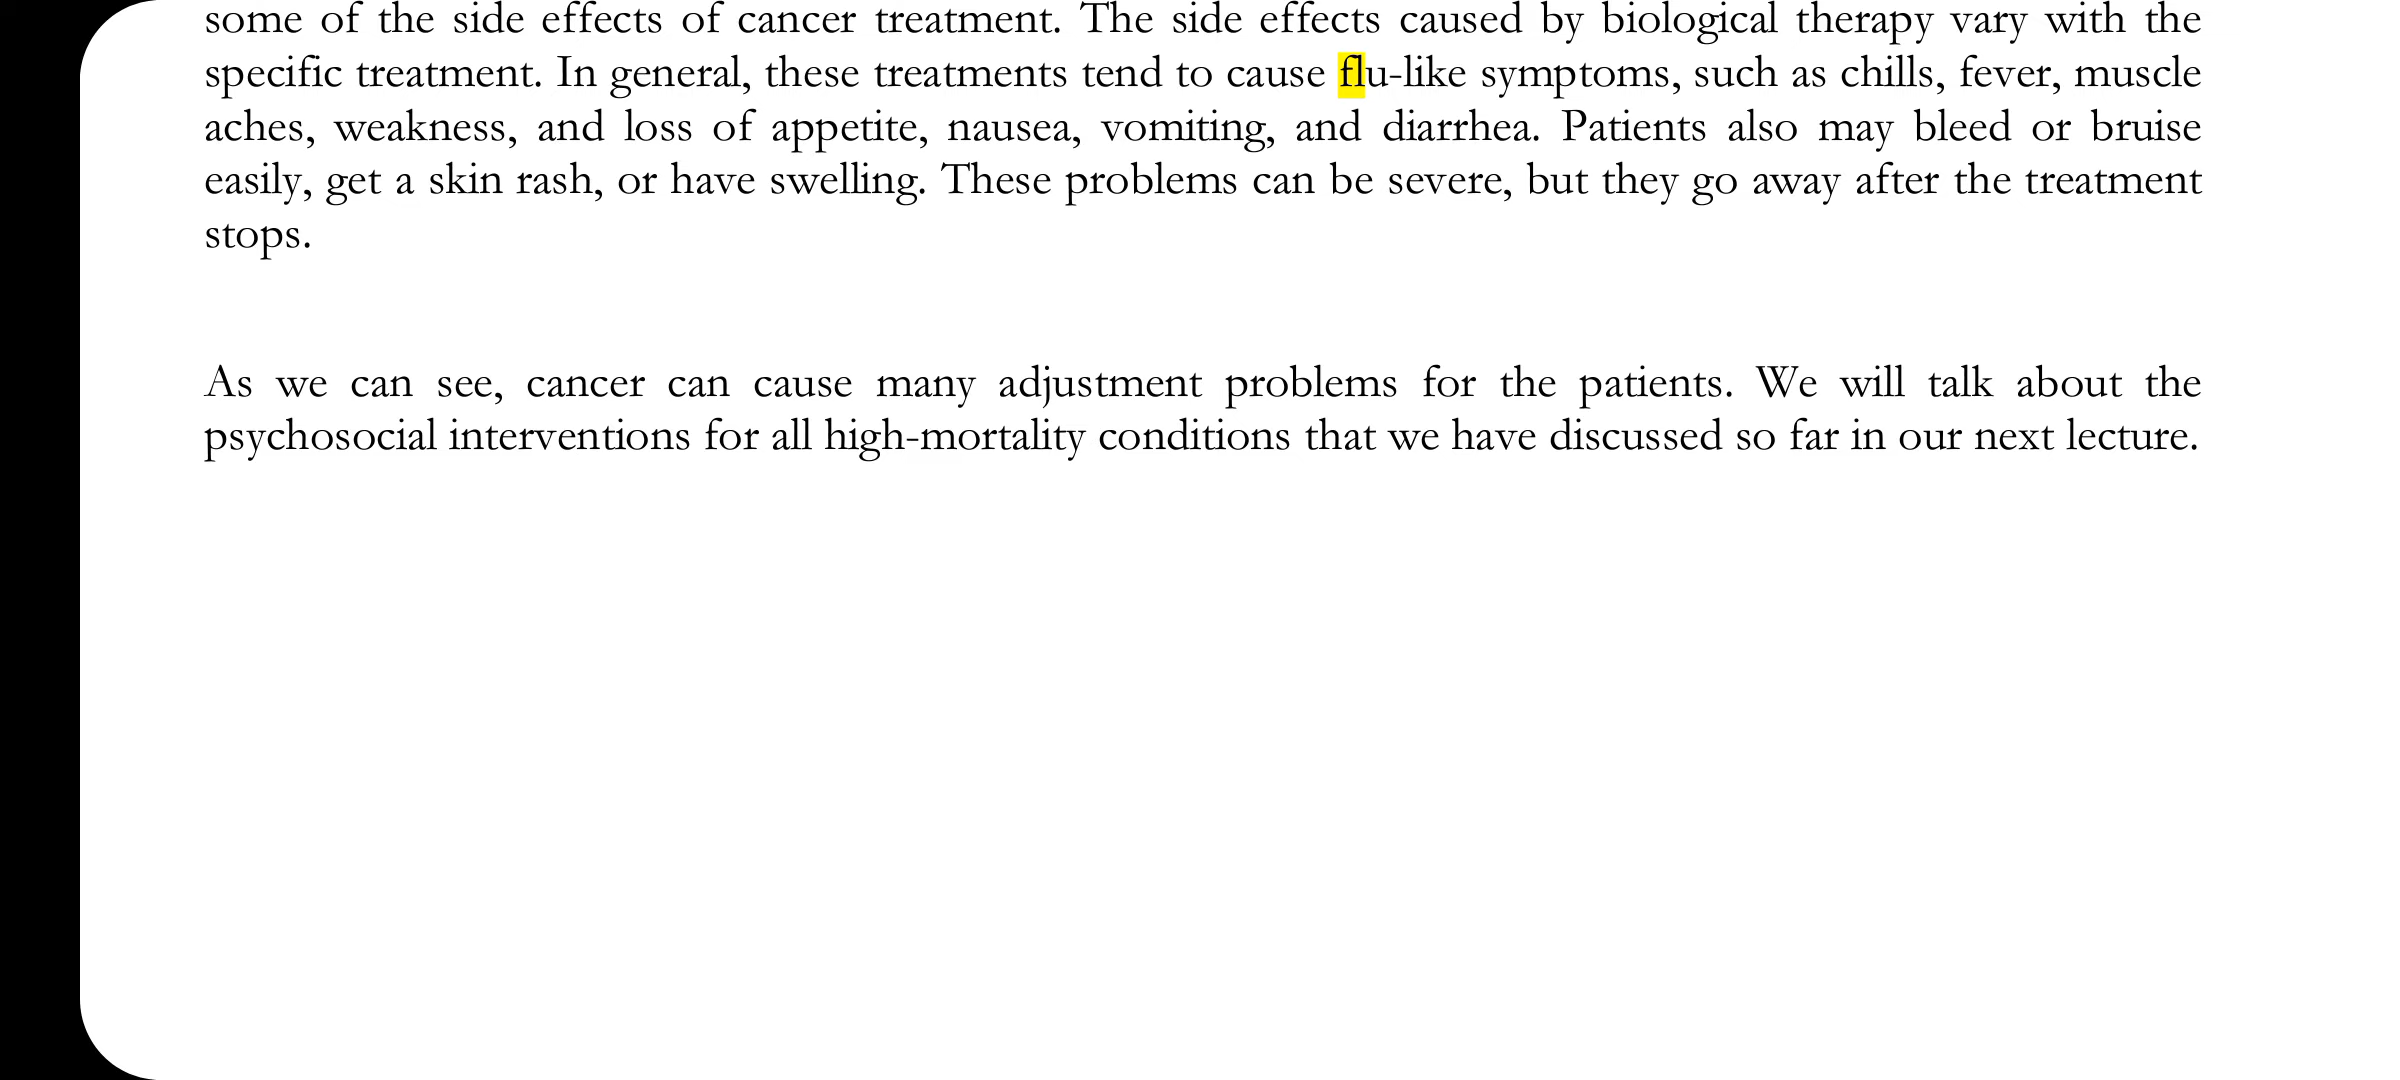 some of the side effects of cancer treatment. The side effects caused by biological therapy vary with the
specific treatment. In general, these treatments tend to cause flu-like symptoms, such as chills, fever, muscle
aches, weakness, and loss of appetite, nausea, vomiting, and diarrhea. Patients also may bleed or bruise
easily, get a skin rash, or have swelling. These problems can be severe, but they go away after the treatment
stops.
As we can see, cancer can cause many adjustment problems for the patients. We will talk about the
psychosocial interventions for all high-mortality conditions that we have discussed so far in our next lecture.